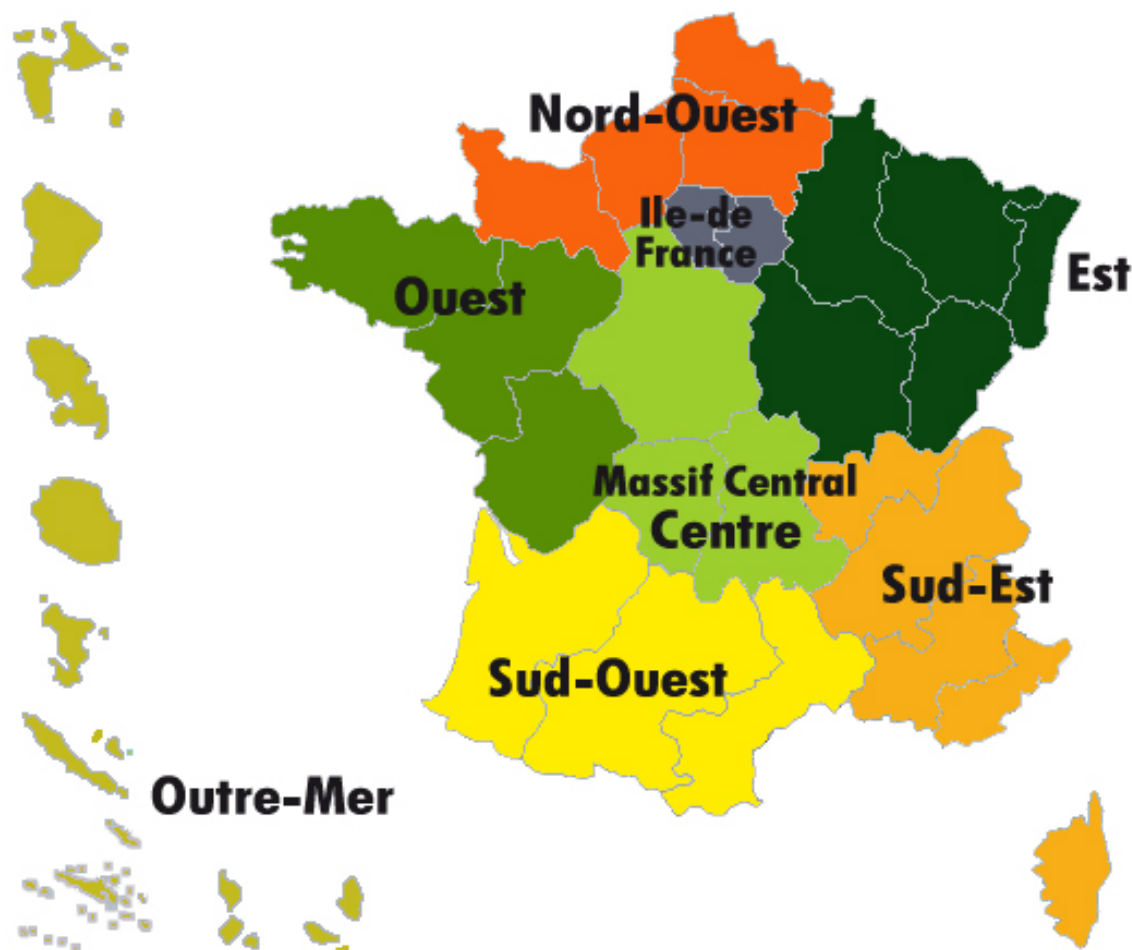 Nord-Ouest
Ile-de
France
Ouest
Est
Massif Central
Centre
Sud-Est
Sud-Ouest
Outre-Mer